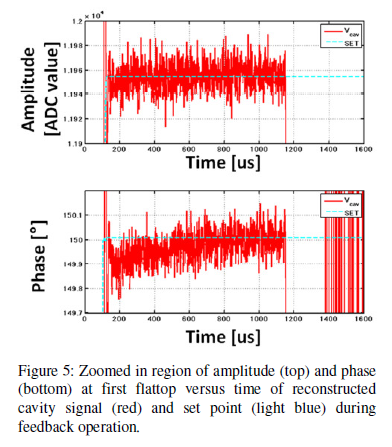 1.2 x 10⁴
V_cav
SET
1.198
1.196
1.194
1.192
1.19
Amplitude
[ADC value]
0 200 400 600 800 1000 1200 1400 1600
Time [us]
V_cav
SET
150.1
150
149.9
149.8
149.7
Phase [°]
0 200 400 600 800 1000 1200 1400 1600
Time [us]
Figure 5: Zoomed in region of amplitude (top) and phase
(bottom) at first flattop versus time of reconstructed
cavity signal (red) and set point (light blue) during
feedback operation.